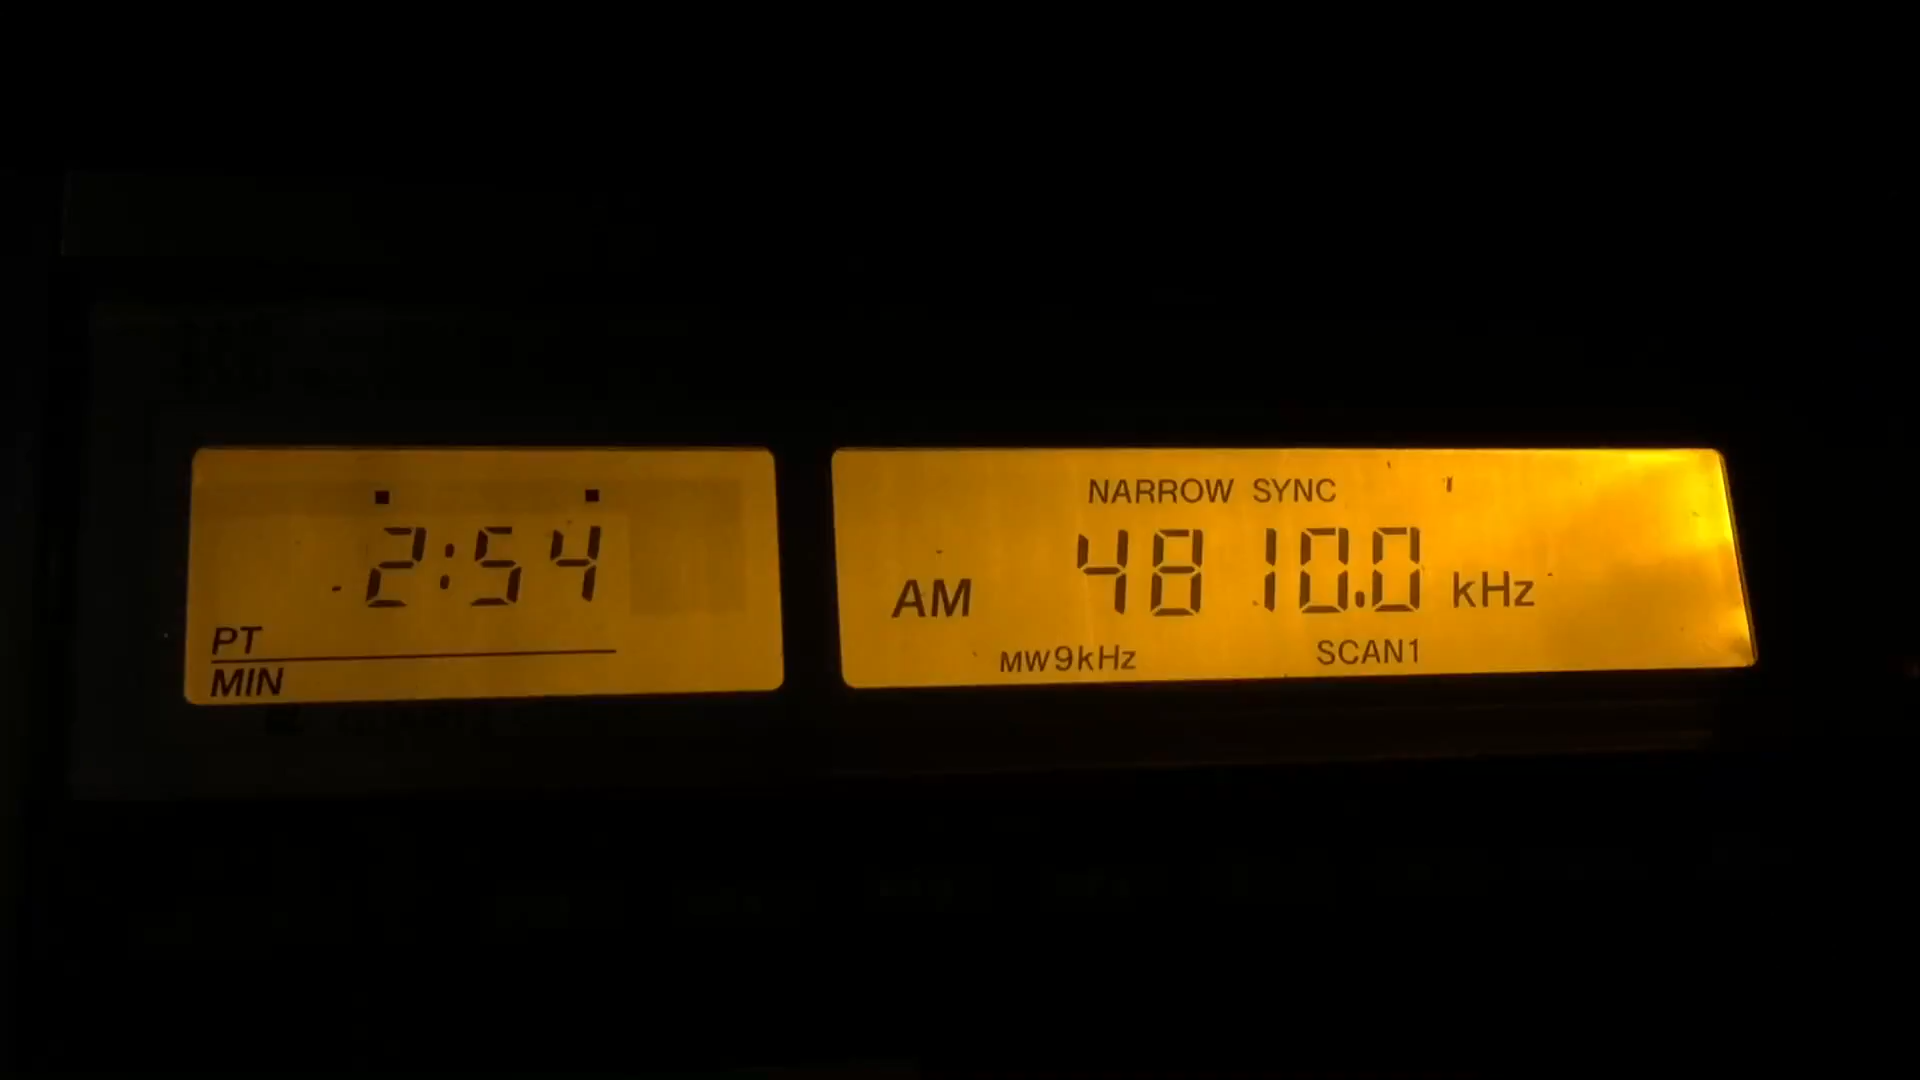 2:54
PT
MIN
NARROW SYNC
AM 4810.0 kHz
MW9kHz SCAN1